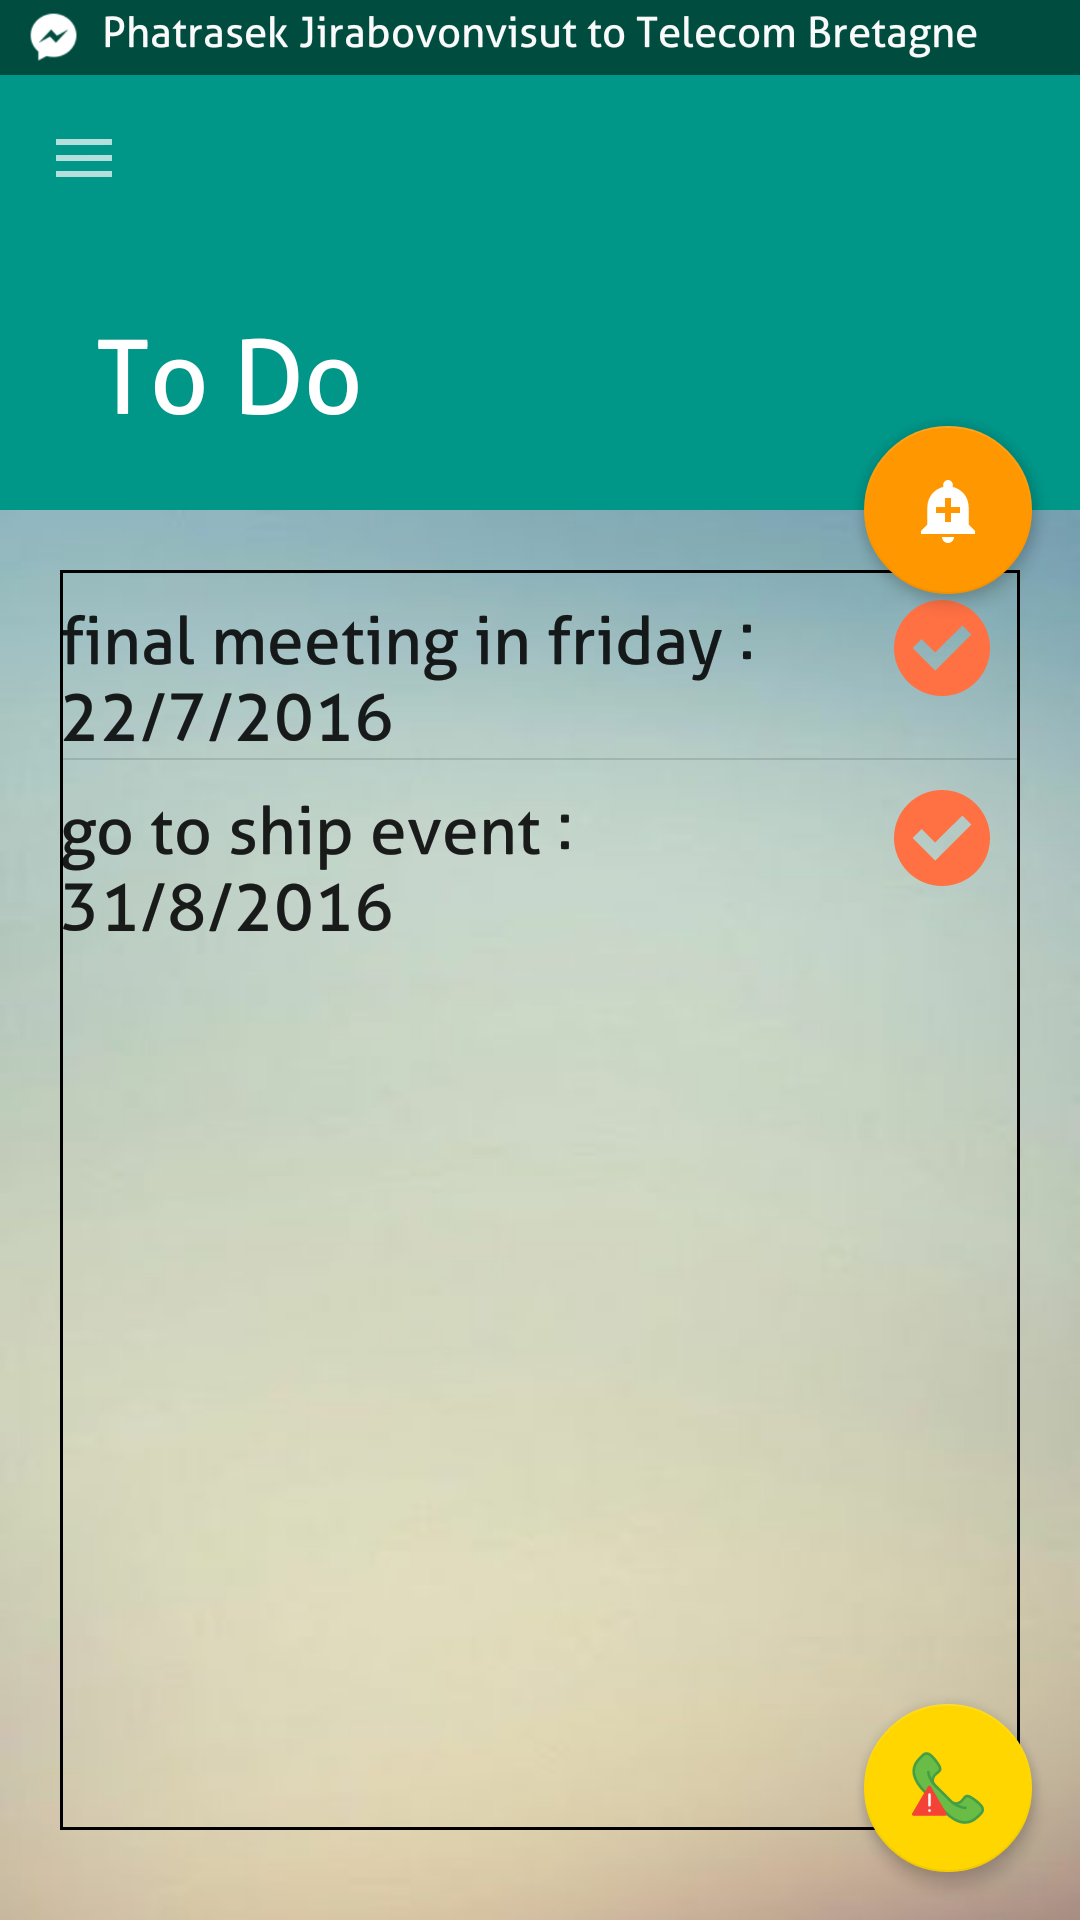 Phatrasek Jirabovonvisut to Telecom Bretagne
To Do
final meeting in friday :
22/7/2016
go to ship event :
31/8/2016